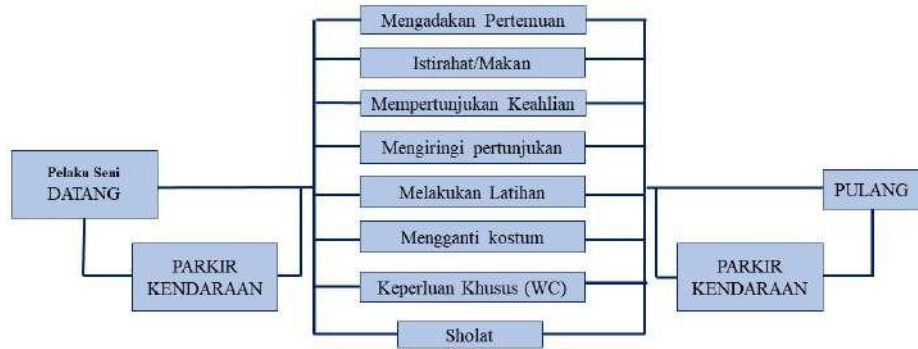 Mengadakan Pertemuan
Istirahat/Makan
Mempertunjukan Keahlian
Mengiringi pertunjukan
Pelaku Seni
DATANG
Melakukan Latihan
PULANG
Mengganti kostum
PARKIR
KENDARAAN
PARKIR
KENDARAAN
Keperluan Khusus (WC)
Sholat